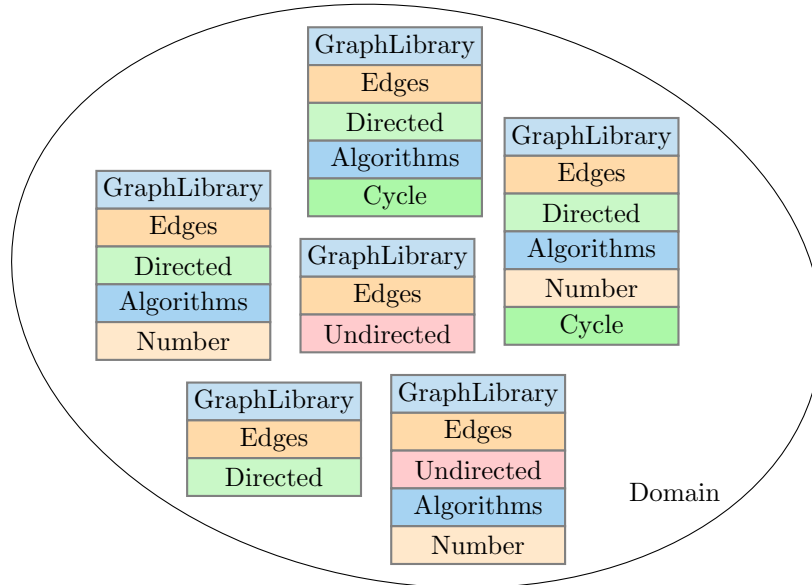 GraphLibrary
Edges
Directed
Algorithms
Cycle
GraphLibrary
Edges
Directed
Algorithms
Number
Cycle
GraphLibrary
Edges
Directed
Algorithms
Number
GraphLibrary
Edges
Undirected
GraphLibrary
Edges
Directed
GraphLibrary
Edges
Undirected
Algorithms
Number
Domain